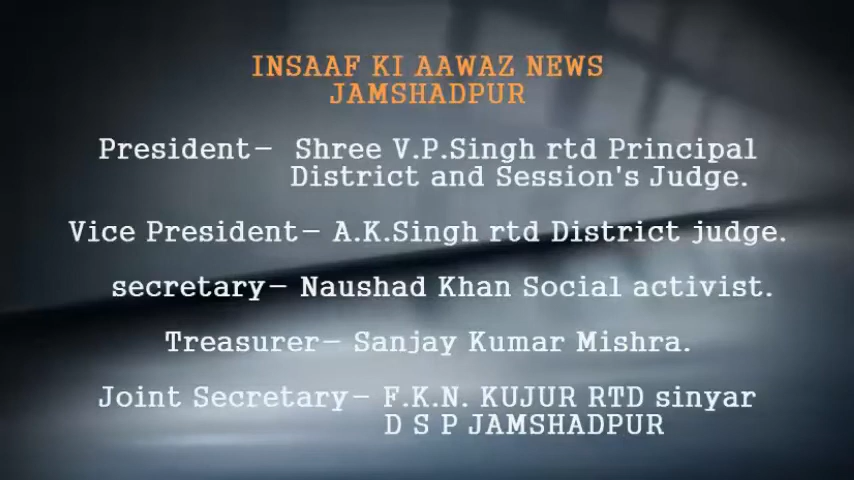 INSAAF KI AAWAZ NEWS
JAMSHADPUR
President- Shree V.P.Singh rtd Principal
District and Session's Judge.
Vice President- A.K.Singh rtd District judge.
secretary- Naushad Khan Social activist.
Treasurer- Sanjay Kumar Mishra.
Joint Secretary- F.K.N. KUJUR RTD sinyar
D S P JAMSHADPUR